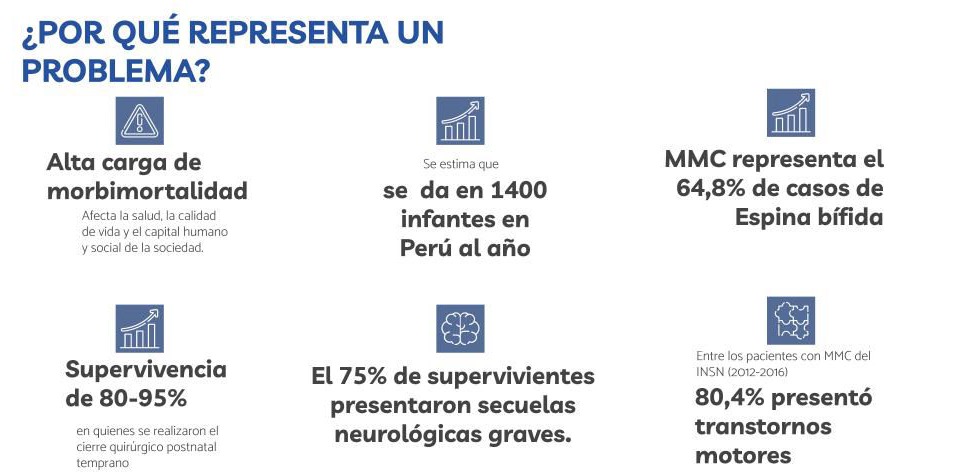 ¿POR QUÉ REPRESENTA UN
PROBLEMA?
Alta carga de
morbimortalidad
Afecta la salud, la calidad
de vida y el capital humano
y social de la sociedad.
Se estima que
se da en 1400
infantes en
Perú al año
MMC representa el
64,8% de casos de
Espina bífida
Supervivencia
de 80-95%
en quienes se realizaron el
cierre quirúrgico postnatal
temprano
El 75% de supervivientes
presentaron secuelas
neurológicas graves.
Entre los pacientes con MMC del
INSN (2012-2016)
80,4% presentó
transtornos
motores